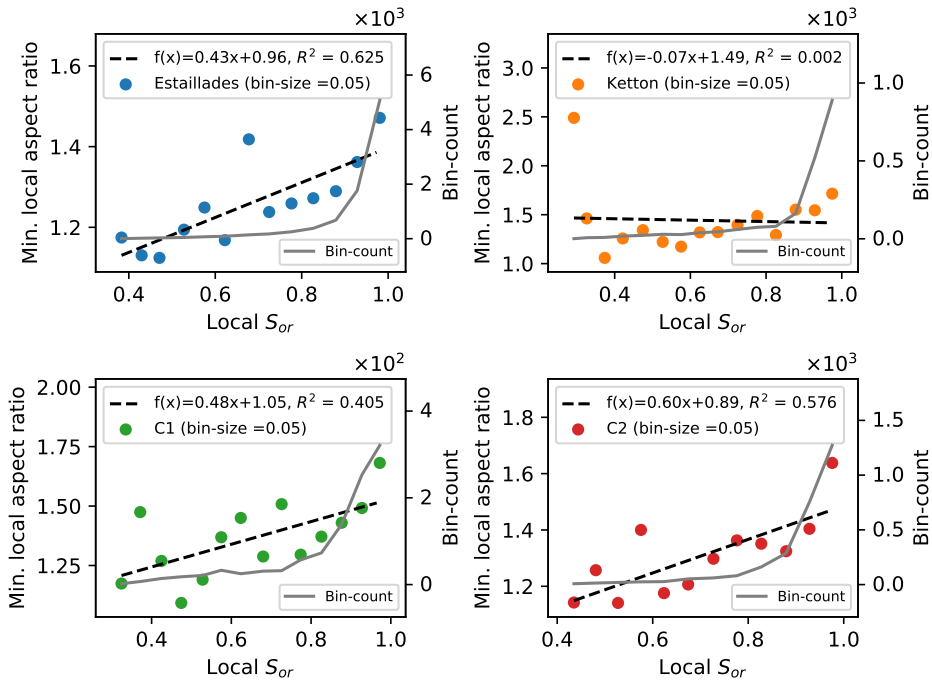 ×10³
f(x)=0.43x+0.96, R² = 0.625
Estaillades (bin-size =0.05)
Bin-count
Min. local aspect ratio
1.6
1.4
1.2
6
4
2
0
Bin-count
0.4 0.6 0.8 1.0
Local Sor
×10³
f(x)=-0.07x+1.49, R² = 0.002
Ketton (bin-size =0.05)
Bin-count
Min. local aspect ratio
3.0
2.5
2.0
1.5
1.0
1.0
0.5
0.0
Bin-count
0.4 0.6 0.8 1.0
Local Sor
×10²
f(x)=0.48x+1.05, R² = 0.405
C1 (bin-size =0.05)
Bin-count
Min. local aspect ratio
2.00
1.75
1.50
1.25
4
2
0
Bin-count
0.4 0.6 0.8 1.0
Local Sor
×10³
f(x)=0.60x+0.89, R² = 0.576
C2 (bin-size =0.05)
Bin-count
Min. local aspect ratio
1.8
1.6
1.4
1.2
1.5
1.0
0.5
0.0
Bin-count
0.4 0.6 0.8 1.0
Local Sor